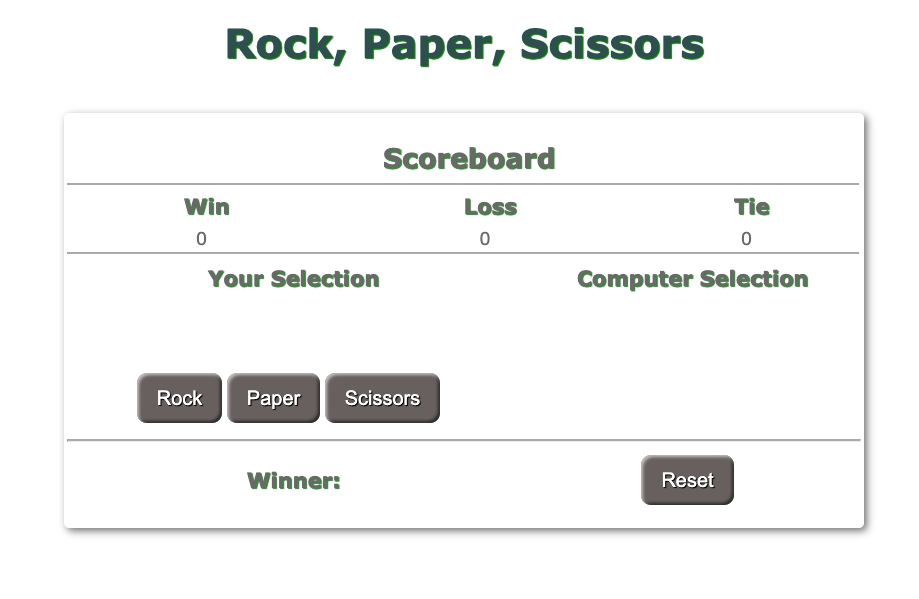 Rock, Paper, Scissors
Scoreboard
Win Loss Tie
0 0 0
Your Selection Computer Selection
Rock Paper Scissors
Winner: Reset